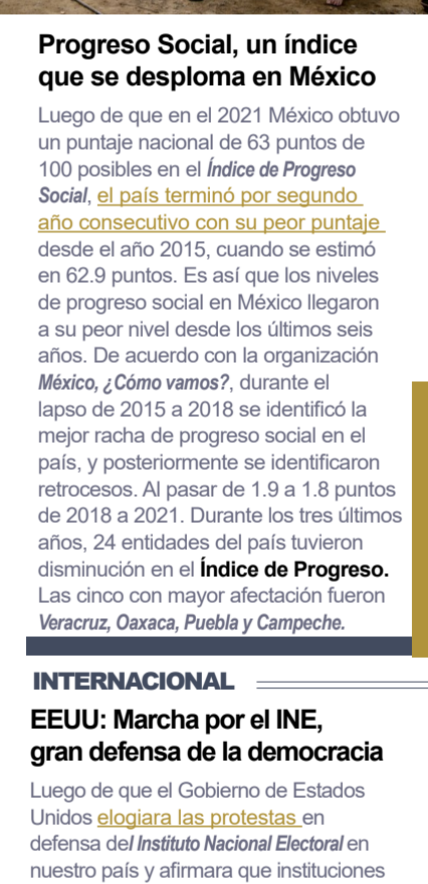 Progreso Social, un índice
que se desploma en México
Luego de que en el 2021 México obtuvo
un puntaje nacional de 63 puntos de
100 posibles en el Índice de Progreso
Social, el país terminó por segundo
año consecutivo con su peor puntaje
desde el año 2015, cuando se estimó
en 62.9 puntos. Es así que los niveles
de progreso social en México llegaron
a su peor nivel desde los últimos seis
años. De acuerdo con la organización
México, ¿Cómo vamos?, durante el
lapso de 2015 a 2018 se identificó la
mejor racha de progreso social en el
país, y posteriormente se identificaron
retrocesos. Al pasar de 1.9 a 1.8 puntos
de 2018 a 2021. Durante los tres últimos
años, 24 entidades del país tuvieron
disminución en el Índice de Progreso.
Las cinco con mayor afectación fueron
Veracruz, Oaxaca, Puebla y Campeche.
INTERNACIONAL
EEUU: Marcha por el INE,
gran defensa de la democracia
Luego de que el Gobierno de Estados
Unidos elogiara las protestas en
defensa del Instituto Nacional Electoral en
nuestro país y afirmara que instituciones